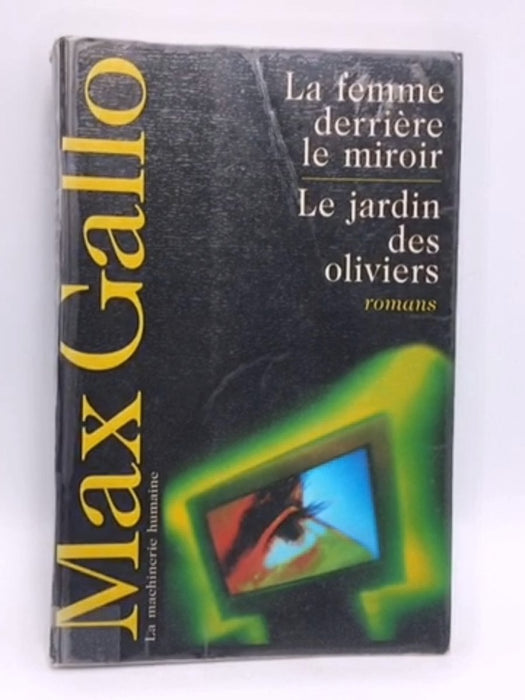 Max Gallo
La machinerie humaine
La femme
derrière
le miroir
Le jardin
des
oliviers
romans